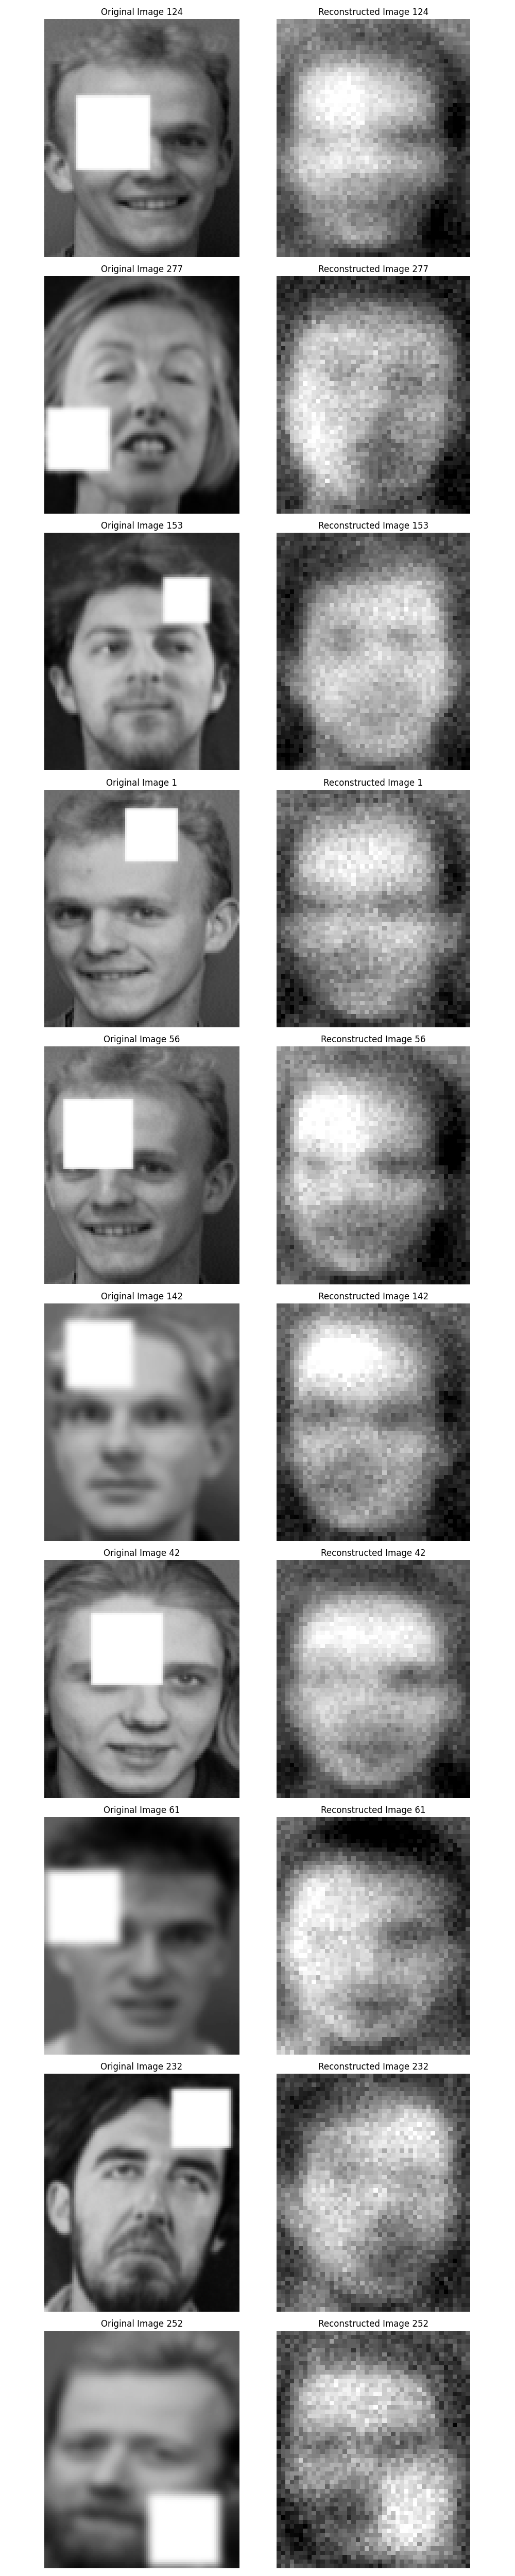 Original Image 124
Reconstructed Image 124
Original Image 277
Reconstructed Image 277
Original Image 153
Reconstructed Image 153
Original Image 1
Reconstructed Image 1
Original Image 56
Reconstructed Image 56
Original Image 142
Reconstructed Image 142
Original Image 42
Reconstructed Image 42
Original Image 61
Reconstructed Image 61
Original Image 232
Reconstructed Image 232
Original Image 252
Reconstructed Image 252